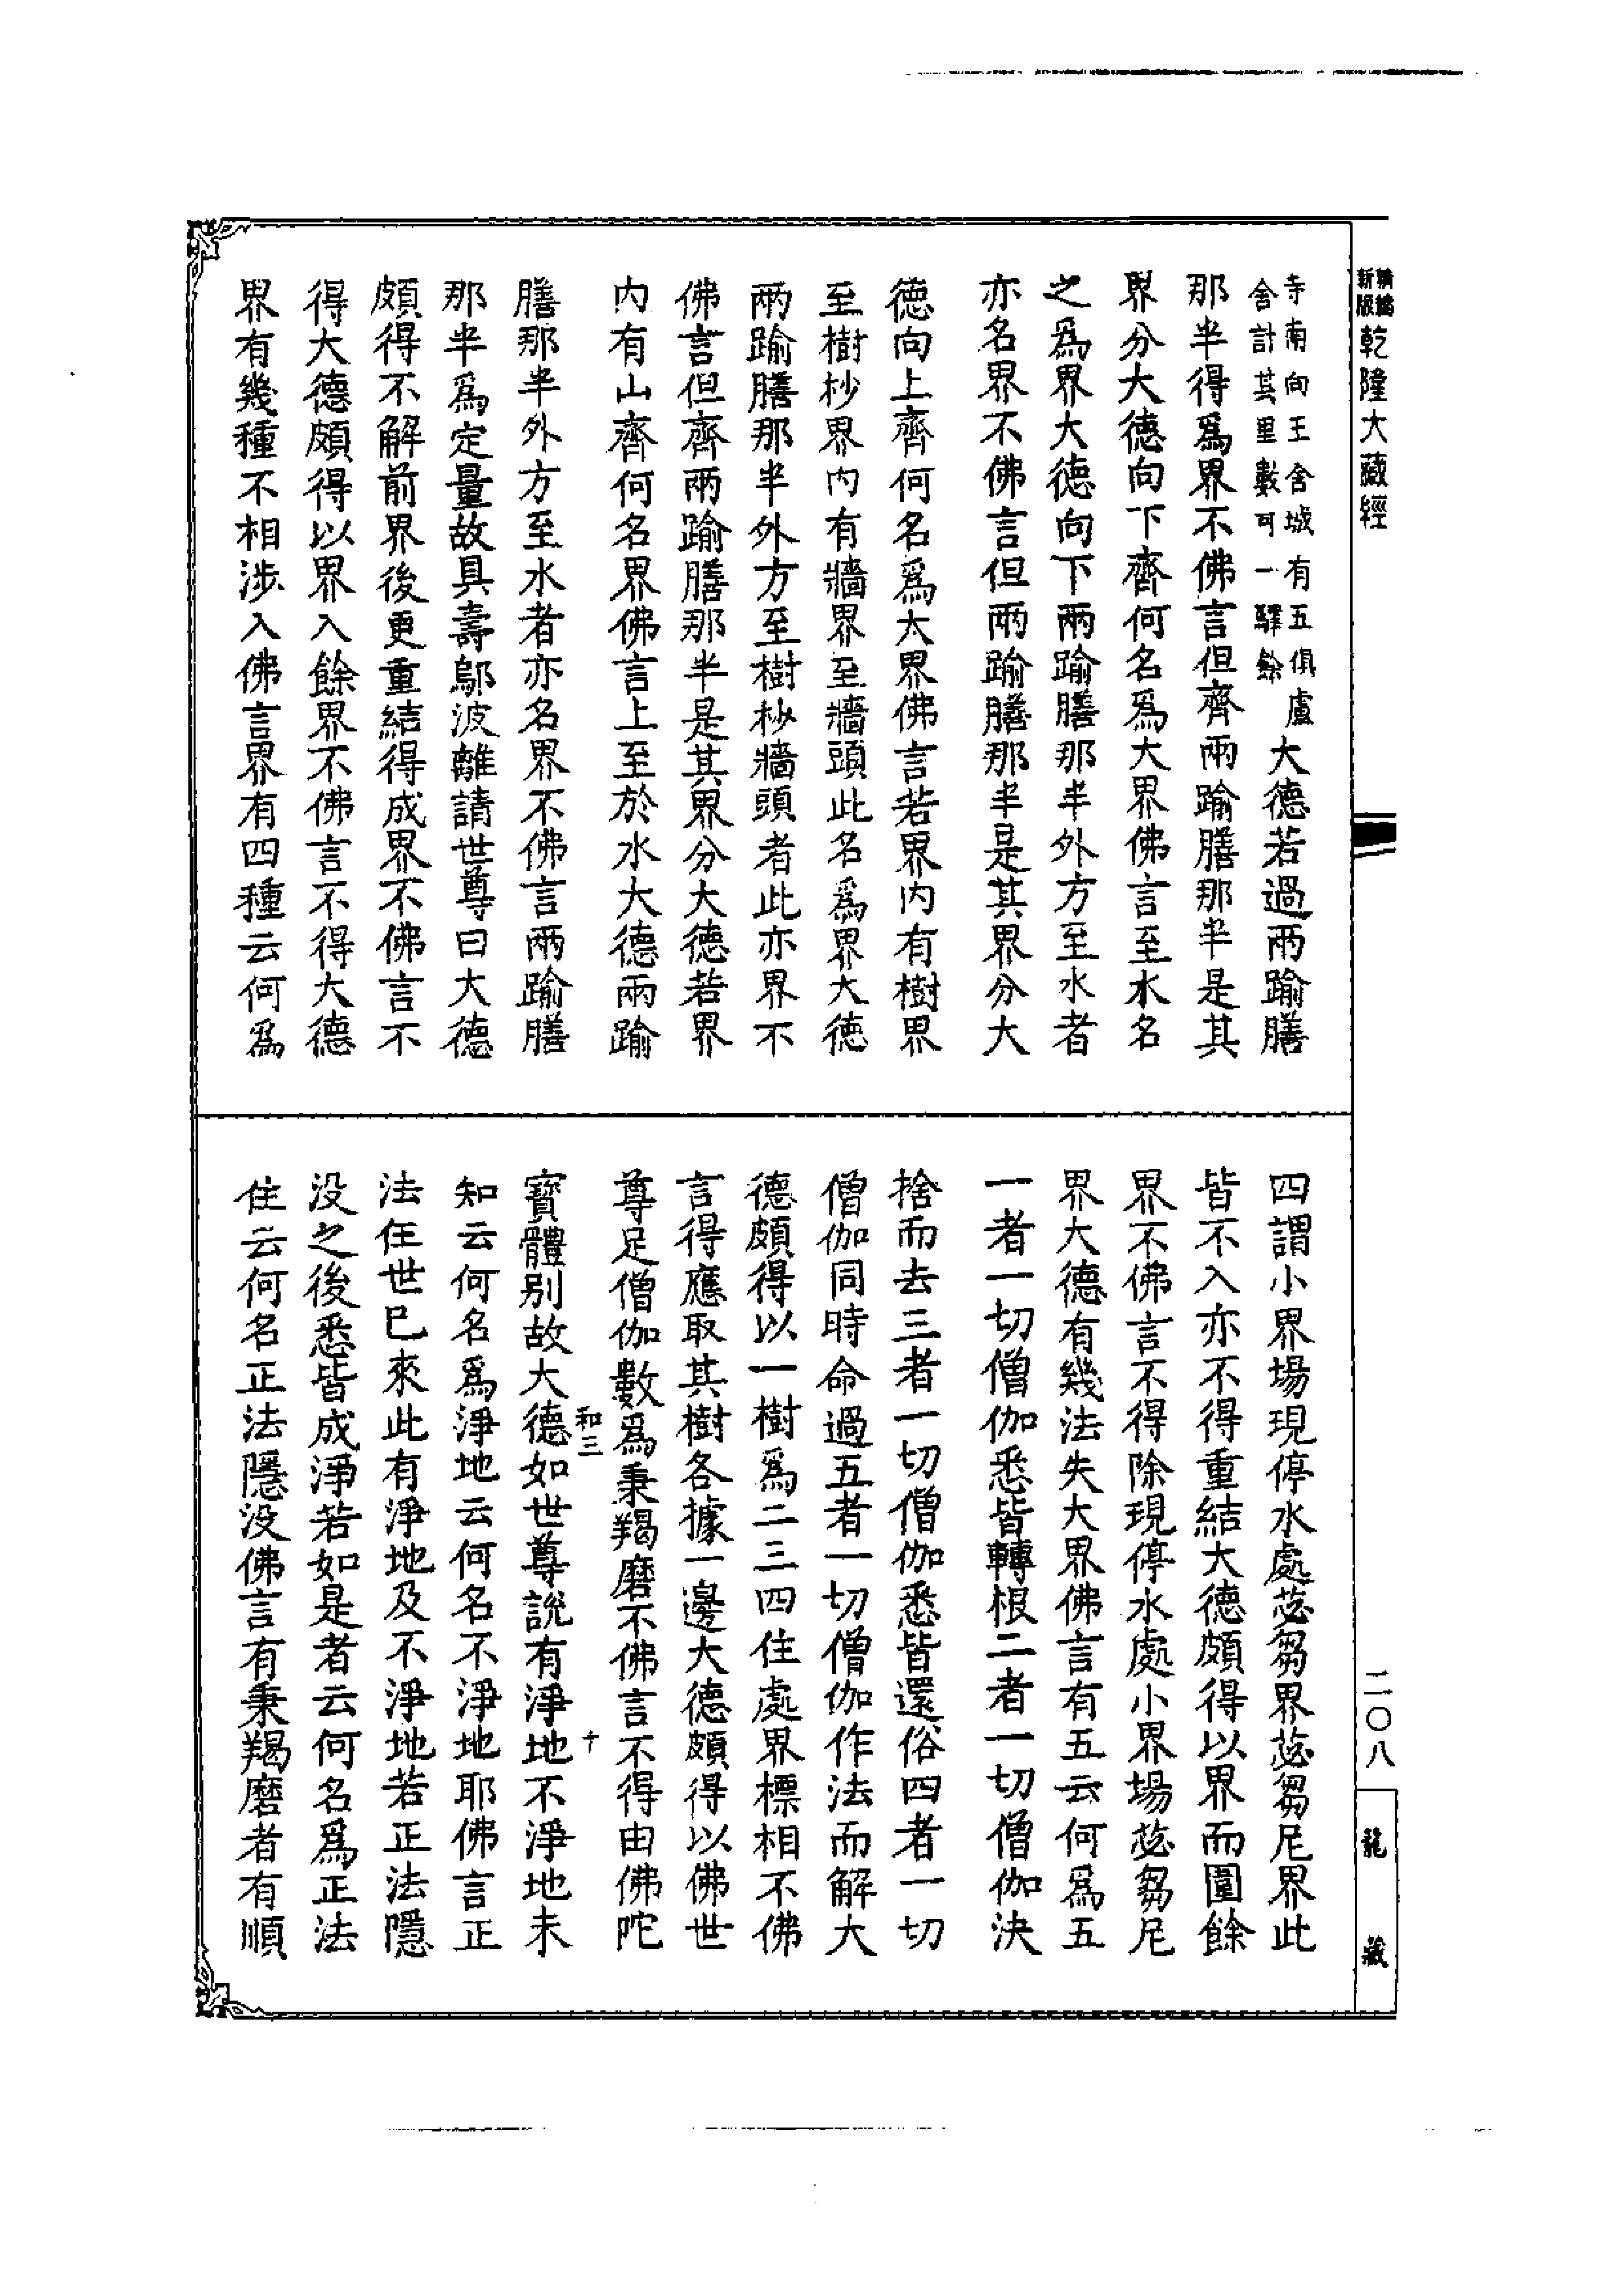 新版
精縮
乾隆大藏經
二〇八
龍藏
寺南向王舍城有五俱盧
舍計其里數可一驛餘
大德若過兩踰膳
那半得爲界不佛言但齊兩踰膳那半是其
界分大德向下齊何名爲大界佛言至水名
之爲界大德向下兩踰膳那半外方至水者
亦名界不佛言但兩踰膳那半是其界分大
德向上齊何名爲大界佛言若界内有樹界
至樹杪界内有牆界至牆頭此名爲界大德
兩踰膳那半外方至樹杪牆頭者此亦界不
佛言但齊兩踰膳那半是其界分大德若界
内有山齊何名界佛言上至於水大德兩踰
膳那半外方至水者亦名界不佛言兩踰膳
那半爲定量故具壽鄔波離請世尊曰大德
頗得不解前界後更重結得成界不佛言不
得大德頗得以界入餘界不佛言不得大德
界有幾種不相涉入佛言界有四種云何爲
四謂小界場現停水處苾芻界苾芻尼界此
皆不入亦不得重結大德頗得以界而圍餘
界不佛言不得除現停水處小界場苾芻尼
界大德有幾法失大界佛言有五云何爲五
一者一切僧伽悉皆轉根二者一切僧伽決
捨而去三者一切僧伽悉皆還俗四者一切
僧伽同時命過五者一切僧伽作法而解大
德頗得以一樹爲二三四住處界標相不佛
言得應取其樹各據一邊大德頗得以佛世
尊足僧伽數爲秉羯磨不佛言不得由佛陀
和三
十
寶體别故大德如世尊說有淨地不淨地未
知云何名爲淨地云何名不淨地耶佛言正
法住世已來此有淨地及不淨地若正法隱
没之後悉皆成淨若如是者云何名爲正法
住云何名正法隱没佛言有秉羯磨者有順